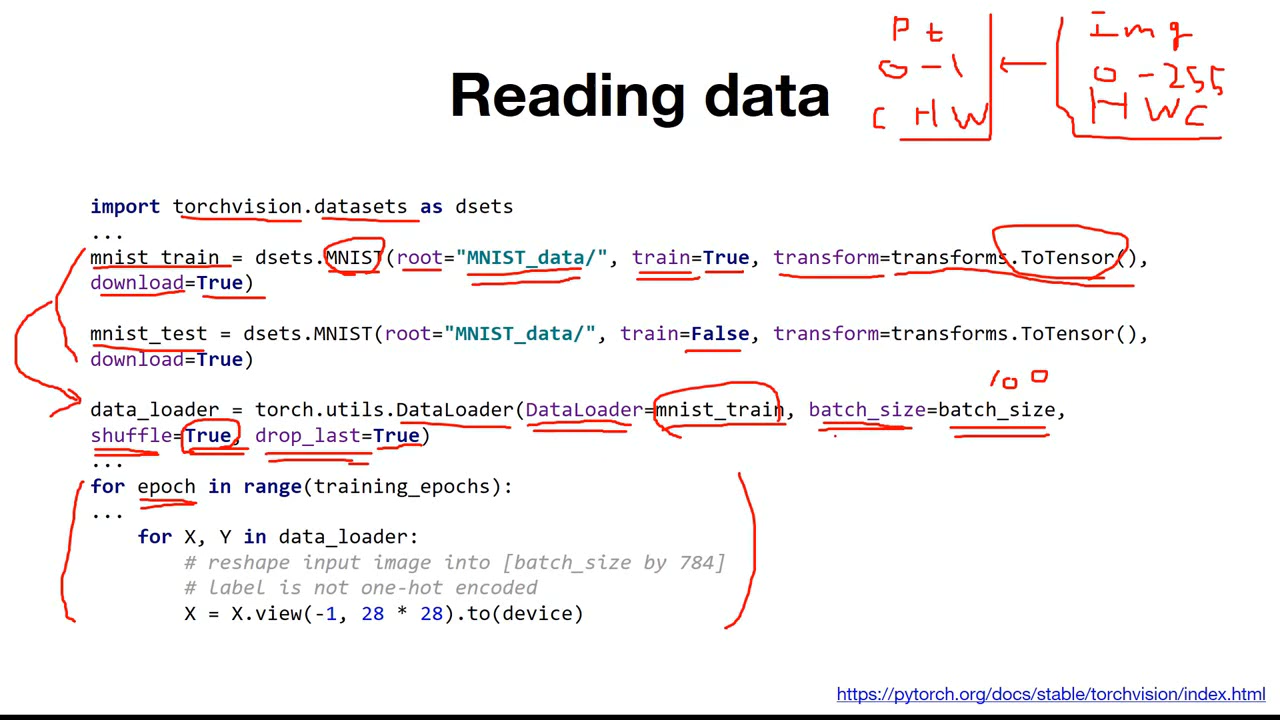 Pt
0-1
C HW
Img
0-255
HWC
Reading data
import torchvision.datasets as dsets
...
mnist_train = dsets.MNIST(root="MNIST_data/", train=True, transform=transforms.ToTensor(),
download=True)
mnist_test = dsets.MNIST(root="MNIST_data/", train=False, transform=transforms.ToTensor(),
download=True)
100
data_loader = torch.utils.DataLoader(DataLoader=mnist_train, batch_size=batch_size,
shuffle=True, drop_last=True)
...
for epoch in range(training_epochs):
...
for X, Y in data_loader:
# reshape input image into [batch_size by 784]
# label is not one-hot encoded
X = X.view(-1, 28 * 28).to(device)
https://pytorch.org/docs/stable/torchvision/index.html